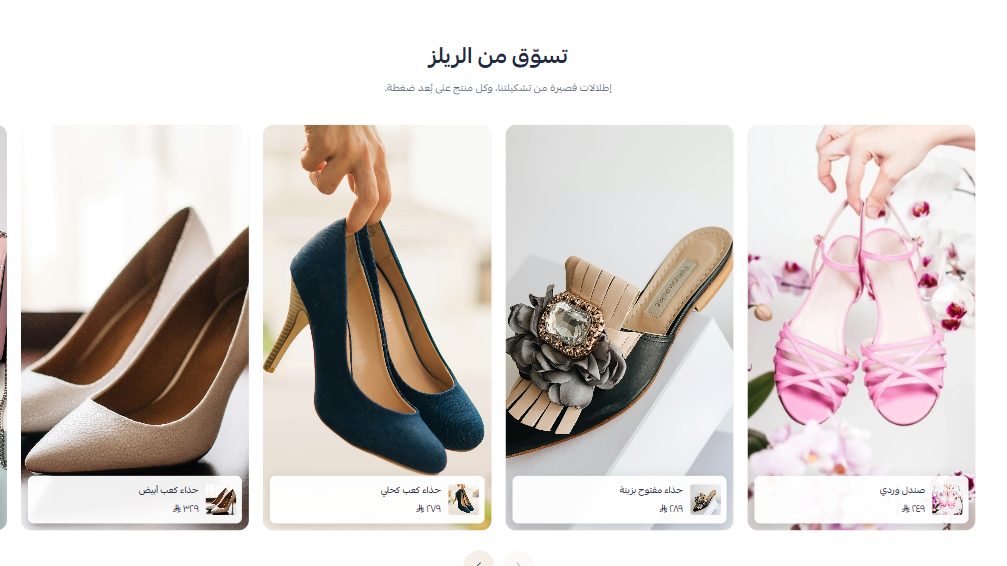 تسوّق من الريلز
إطلالات قصيرة من تشكيلتنا، وكل منتج على بُعد ضغطة.
صندل وردي
٢٤٩
حذاء مفتوح بزينة
٢٨٩
حذاء كعب كحلي
٢٧٩
حذاء كعب أبيض
٣٢٩